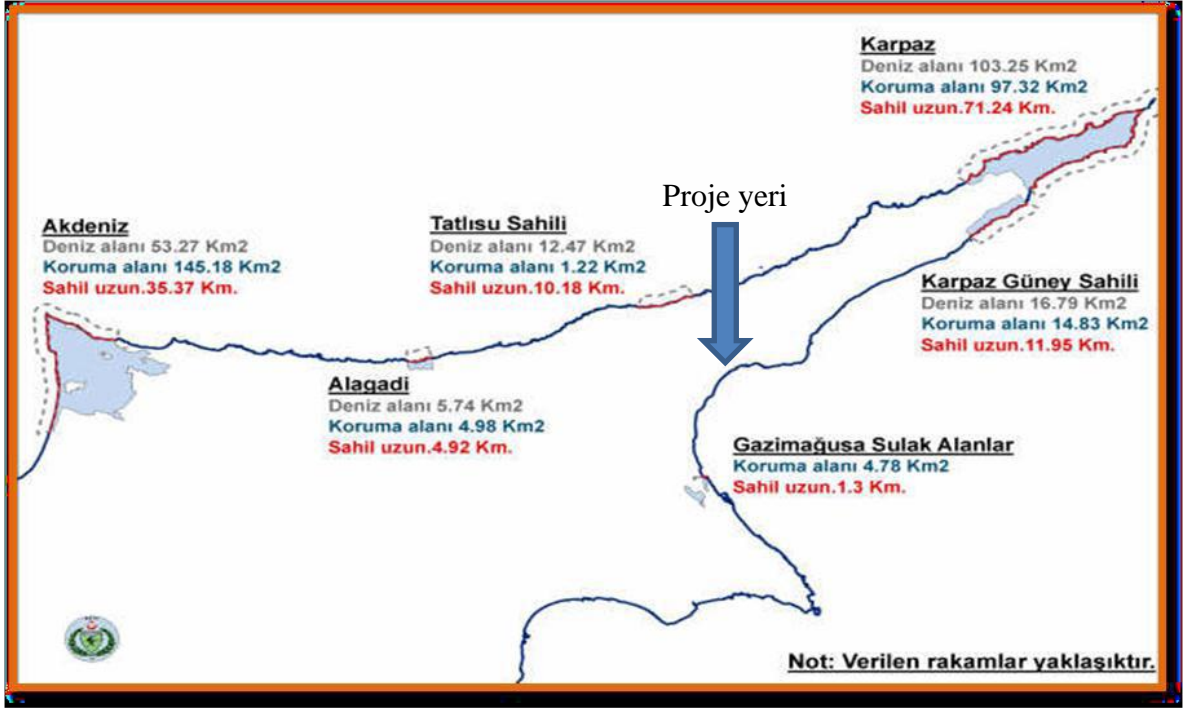 Karpaz
Deniz alanı 103.25 Km2
Koruma alanı 97.32 Km2
Sahil uzun.71.24 Km.
Proje yeri
Akdeniz
Deniz alanı 53.27 Km2
Koruma alanı 145.18 Km2
Sahil uzun.35.37 Km.
Tatlısu Sahili
Deniz alanı 12.47 Km2
Koruma alanı 1.22 Km2
Sahil uzun.10.18 Km.
Karpaz Güney Sahili
Deniz alanı 16.79 Km2
Koruma alanı 14.83 Km2
Sahil uzun.11.95 Km.
Alagadi
Deniz alanı 5.74 Km2
Koruma alanı 4.98 Km2
Sahil uzun.4.92 Km.
Gazimağusa Sulak Alanlar
Koruma alanı 4.78 Km2
Sahil uzun.1.3 Km.
Not: Verilen rakamlar yaklaşıktır.